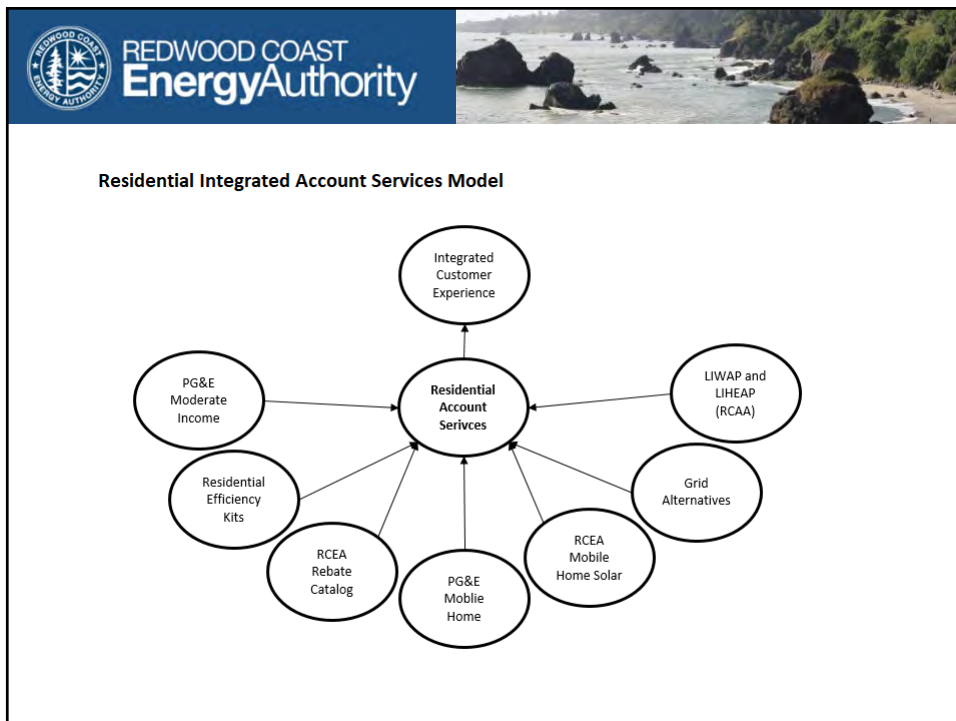 REDWOOD COAST
ENERGY AUTHORITY
REDWOOD COAST
EnergyAuthority
Residential Integrated Account Services Model
Integrated
Customer
Experience
PG&E
Moderate
Income
Residential
Account
Serivces
LIWAP and
LIHEAP
(RCAA)
Residential
Efficiency
Kits
Grid
Alternatives
RCEA
Rebate
Catalog
PG&E
Moblie
Home
RCEA
Mobile
Home Solar